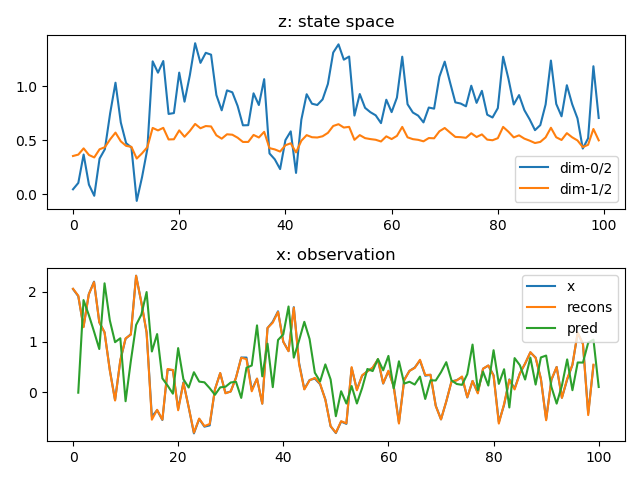 z: state space
1.0
0.5
0.0
dim-0/2
dim-1/2
0 20 40 60 80 100
x: observation
2
1
0
x
recons
pred
0 20 40 60 80 100